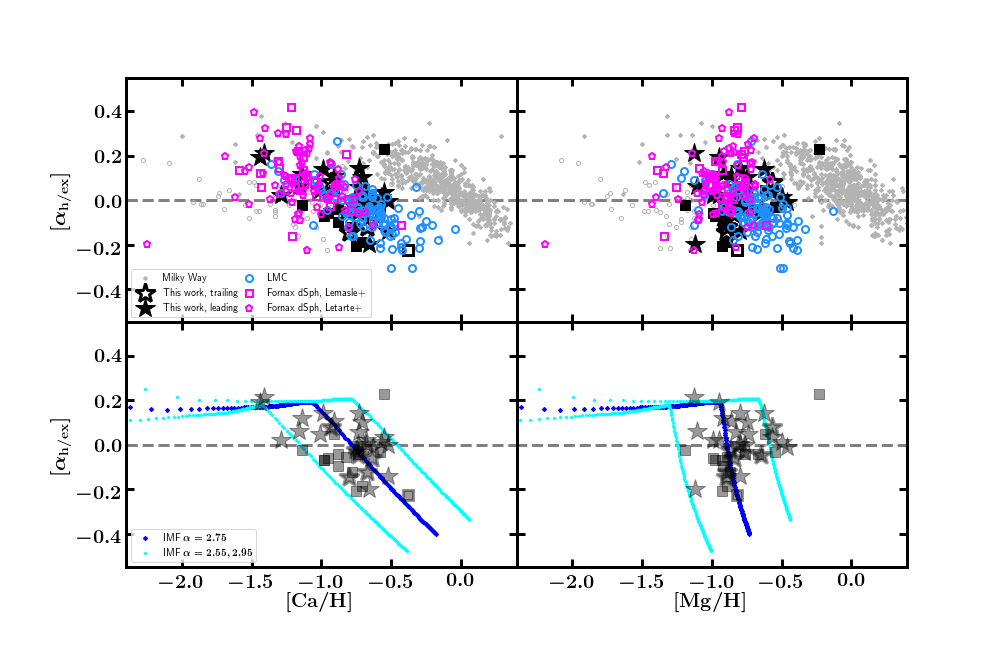 0.4
0.2
0.0
−0.2
−0.4
[α_h/ex]
Milky Way
This work, trailing
This work, leading
LMC
Fornax dSph, Lemasle+
Fornax dSph, Letarte+
0.4
0.2
0.0
−0.2
−0.4
[α_h/ex]
IMF α = 2.75
IMF α = 2.55, 2.95
−2.0 −1.5 −1.0 −0.5 0.0
−2.0 −1.5 −1.0 −0.5 0.0
[Ca/H]
[Mg/H]